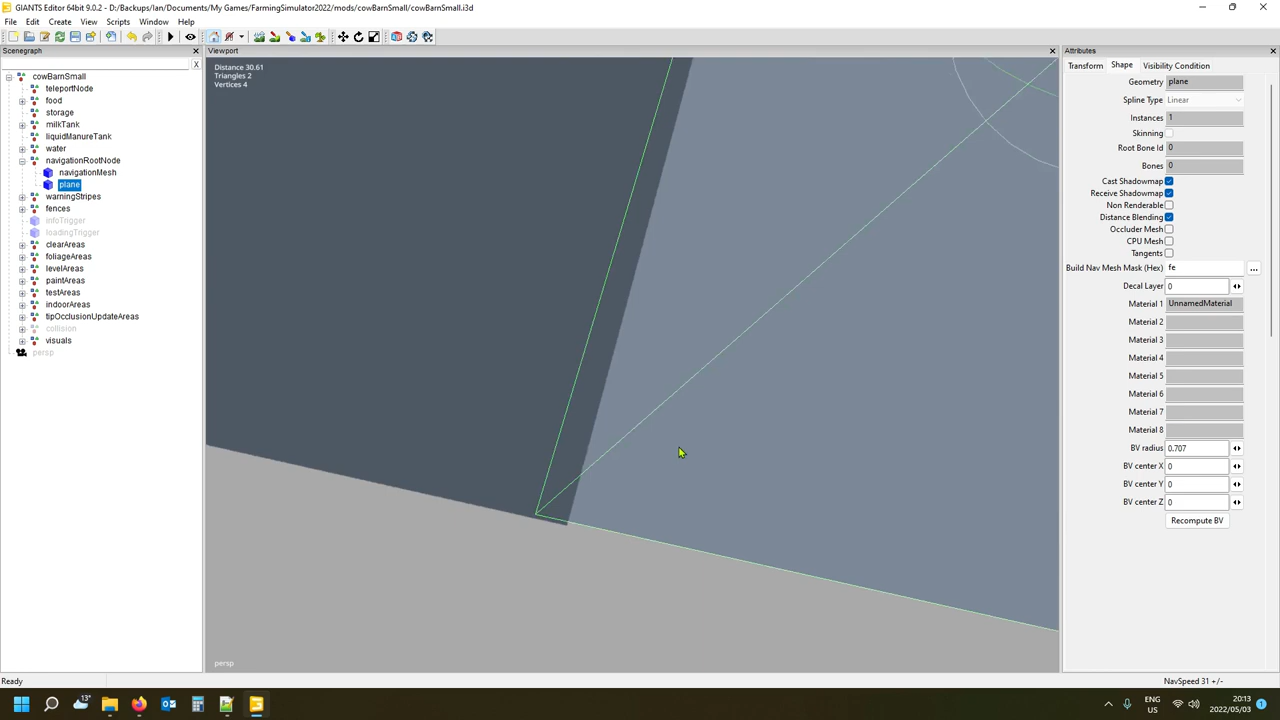 GIANTS Editor 64bit 9.0.2 - D:/Backups/Ian/Documents/My Games/FarmingSimulator2022/mods/cowBarnSmall/cowBarnSmall.i3d
File Edit Create View Scripts Window Help
Scenegraph
Viewport
Attributes
X
cowBarnSmall
teleportNode
food
storage
milkTank
liquidManureTank
water
navigationRootNode
navigationMesh
plane
warningStripes
fences
infoTrigger
loadingTrigger
clearAreas
foliageAreas
levelAreas
paintAreas
testAreas
indoorAreas
tipOcclusionUpdateAreas
collision
visuals
persp
Distance 30.61
Triangles 2
Vertices 4
persp
Transform Shape Visibility Condition
Geometry plane
Spline Type Linear
Instances 1
Skinning
Root Bone Id 0
Bones 0
Cast Shadowmap
Receive Shadowmap
Non Renderable
Distance Blending
Occluder Mesh
CPU Mesh
Tangents
Build Nav Mesh Mask (Hex) fe ...
Decal Layer 0
Material 1 UnnamedMaterial
Material 2
Material 3
Material 4
Material 5
Material 6
Material 7
Material 8
BV radius 0.707
BV center X 0
BV center Y 0
BV center Z 0
Recompute BV
Ready
NavSpeed 31 +/-
13°
ENG
US
20:13
2022/05/03
1